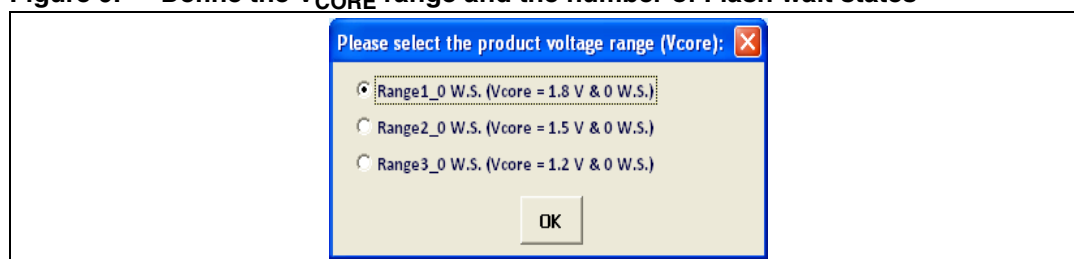 Please select the product voltage range (Vcore):
Range1_0 W.S. (Vcore = 1.8 V & 0 W.S.)
Range2_0 W.S. (Vcore = 1.5 V & 0 W.S.)
Range3_0 W.S. (Vcore = 1.2 V & 0 W.S.)
OK